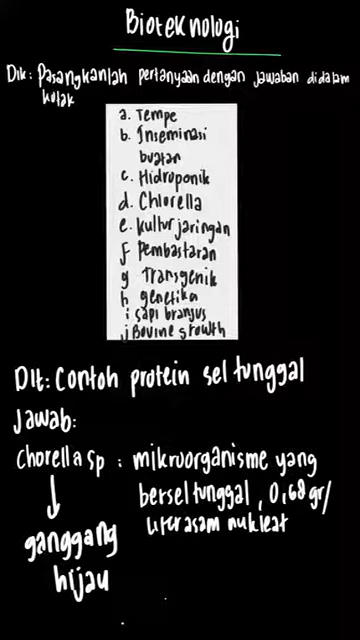 Bioteknologi
Dik: Pasangkanlah pertanyaan dengan jawaban didalam
kotak
a. Tempe
b. Inseminasi
buatan
c. Hidroponik
d. Chlorella
e. kultur jaringan
f Pembastaran
g Transgenik
h genetika
i sapi brangus
j Bovine growth
Dit: Contoh protein sel tunggal
Jawab:
Chorella sp : mikroorganisme yang
bersel tunggal, 0,68 gr/
liter asam nukleat
ganggang
hijau